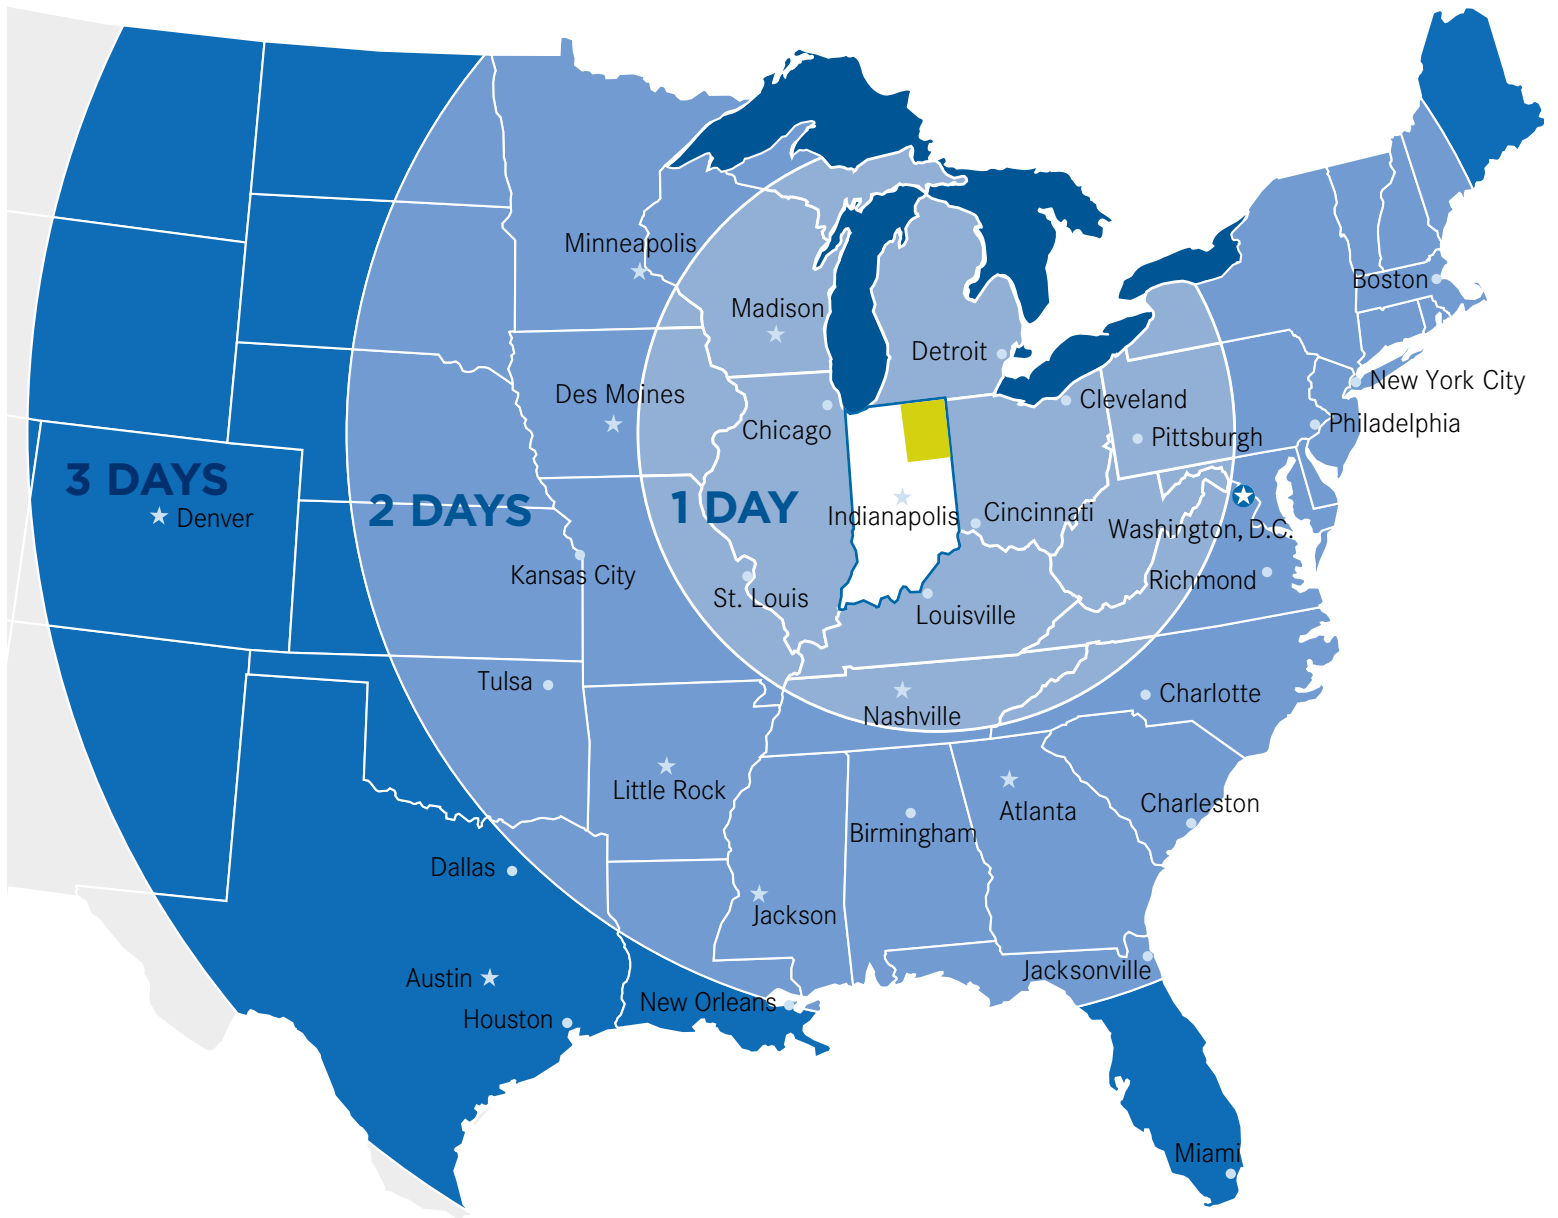 Minneapolis
Madison
Boston
Detroit
New York City
Des Moines
Cleveland
Chicago
Philadelphia
Pittsburgh
3 DAYS
2 DAYS
1 DAY
Denver
Indianapolis
Cincinnati
Washington, D.C.
Kansas City
Richmond
St. Louis
Louisville
Tulsa
Charlotte
Nashville
Little Rock
Charleston
Atlanta
Birmingham
Dallas
Jackson
Jacksonville
Austin
New Orleans
Houston
Miami